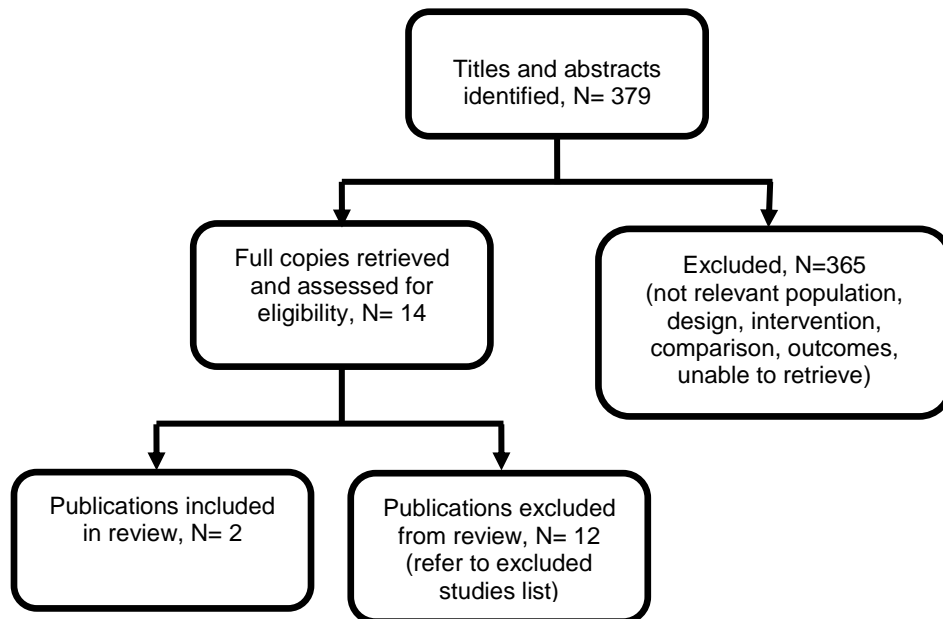 Titles and abstracts
identified, N= 379
Full copies retrieved
and assessed for
eligibility, N= 14
Excluded, N=365
(not relevant population,
design, intervention,
comparison, outcomes,
unable to retrieve)
Publications included
in review, N= 2
Publications excluded
from review, N= 12
(refer to excluded
studies list)